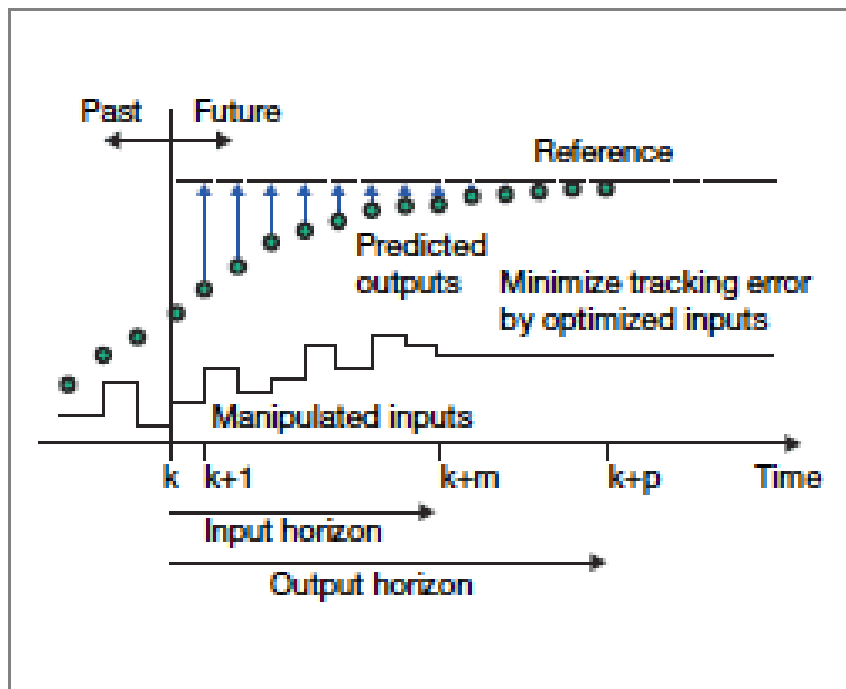 Past Future
Reference
Predicted
outputs
Minimize tracking error
by optimized inputs
Manipulated inputs
k k+1 k+m k+p Time
Input horizon
Output horizon